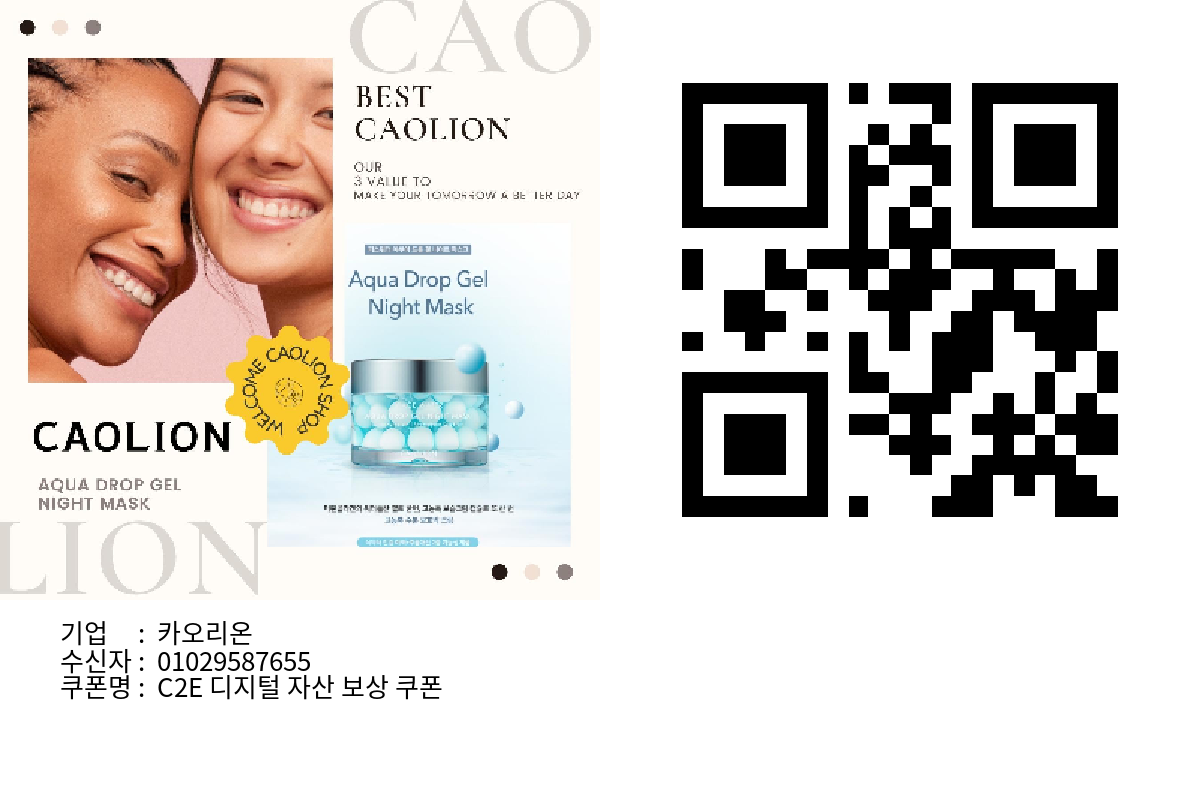 CAO
BEST
CAOLION
OUR
3 VALUE TO
MAKE YOUR TOMORROW A BETTER DAY
Aqua Drop Gel
Night Mask
WELCOME CAOLION SHOP
CAOLION
AQUA DROP GEL
NIGHT MASK
LION
기업 : 카오리온
수신자 : 01029587655
쿠폰명 : C2E 디지털 자산 보상 쿠폰